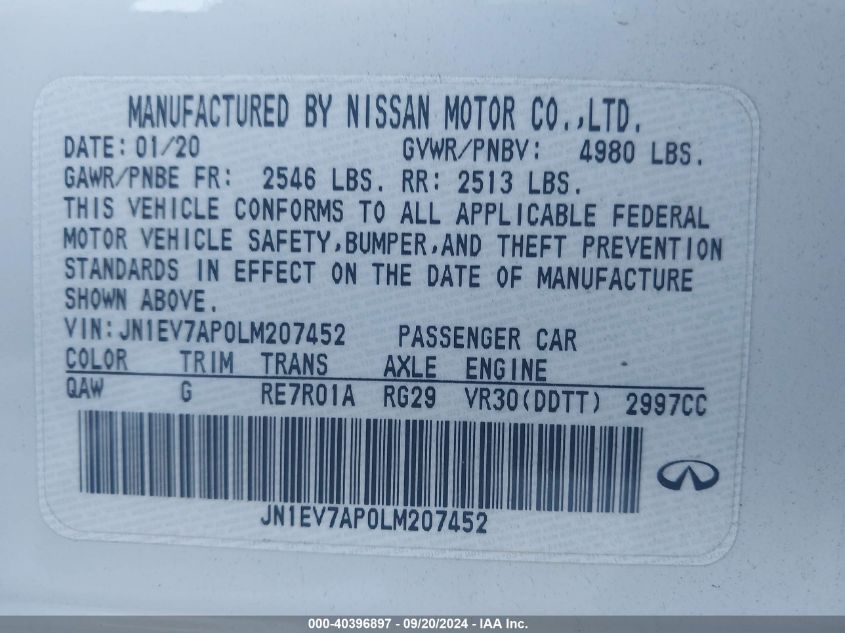 MANUFACTURED BY NISSAN MOTOR CO.,LTD.
DATE: 01/20 GVWR/PNBV: 4980 LBS.
GAWR/PNBE FR: 2546 LBS. RR: 2513 LBS.
THIS VEHICLE CONFORMS TO ALL APPLICABLE FEDERAL
MOTOR VEHICLE SAFETY,BUMPER,AND THEFT PREVENTION
STANDARDS IN EFFECT ON THE DATE OF MANUFACTURE
SHOWN ABOVE.
VIN:JN1EV7AP0LM207452 PASSENGER CAR
COLOR TRIM TRANS AXLE ENGINE
QAW G RE7R01A RG29 VR30(DDTT) 2997CC
JN1EV7AP0LM207452
000-40396897 - 09/20/2024 - IAA Inc.